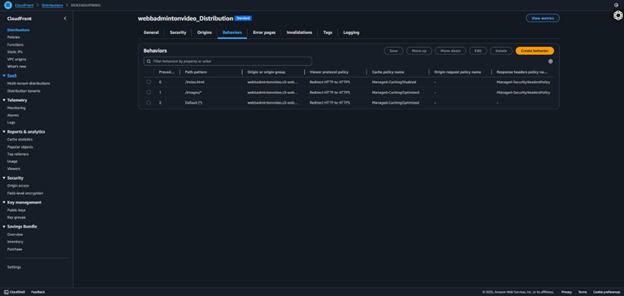 CloudFront > Distributions >
CloudFront
Distributions
Policies
Functions
Static IPs
VPC origins
What's new
SaaS
Multi-tenant distributions
Distribution tenants
Telemetry
Monitoring
Alarms
Logs
Reports & analytics
Cache statistics
Popular objects
Top referrers
Usage
Viewers
Security
Origin access
Field-level encryption
Key management
Public keys
Key groups
Savings Bundle
Overview
Inventory
Purchase
Settings
webbadmintonvideo_Distribution Standard
View metrics
General Security Origins Behaviors Error pages Invalidations Tags Logging
Behaviors
Save Move up Move down Edit Delete Create behavior
Filter behaviors by property or value
Preced... Path pattern Origin or origin group Viewer protocol policy Cache policy name Origin request policy name Response headers policy na...
0 /index.html webbadmintonvideo.s3-web... Redirect HTTP to HTTPS Managed-CachingDisabled - Managed-SecurityHeadersPolicy
1 /images/* webbadmintonvideo.s3-web... Redirect HTTP to HTTPS Managed-CachingOptimized - Managed-SecurityHeadersPolicy
2 Default (*) webbadmintonvideo.s3-web... Redirect HTTP to HTTPS Managed-CachingOptimized - -
CloudShell Feedback
© 2025, Amazon Web Services, Inc. or its affiliates. Privacy Terms Cookie preferences